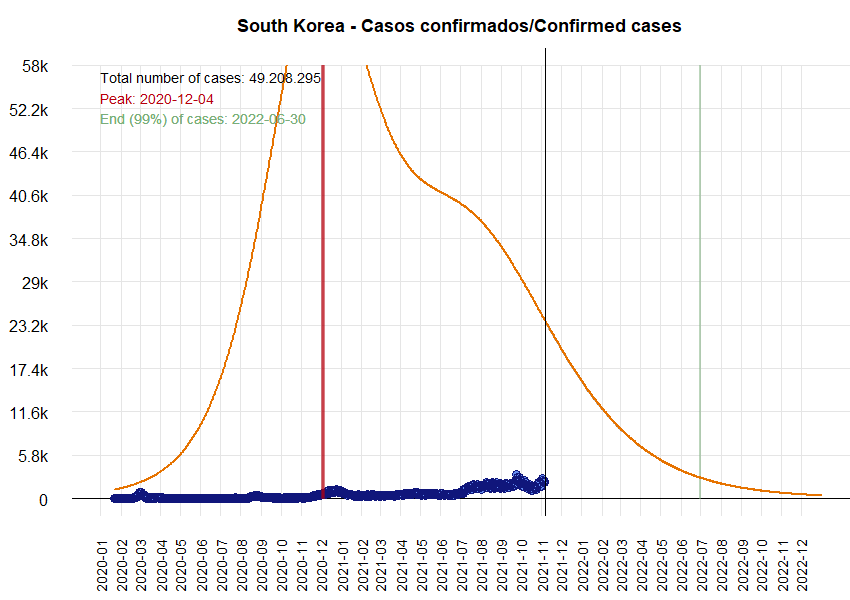 South Korea - Casos confirmados/Confirmed cases
58k
Total number of cases: 49.208.295
Peak: 2020-12-04
End (99%) of cases: 2022-06-30
52.2k
46.4k
40.6k
34.8k
29k
23.2k
17.4k
11.6k
5.8k
0
2020-01
2020-02
2020-03
2020-04
2020-05
2020-06
2020-07
2020-08
2020-09
2020-10
2020-11
2020-12
2021-01
2021-02
2021-03
2021-04
2021-05
2021-06
2021-07
2021-08
2021-09
2021-10
2021-11
2021-12
2022-02
2022-03
2022-04
2022-05
2022-06
2022-07
2022-08
2022-09
2022-10
2022-11
2022-12